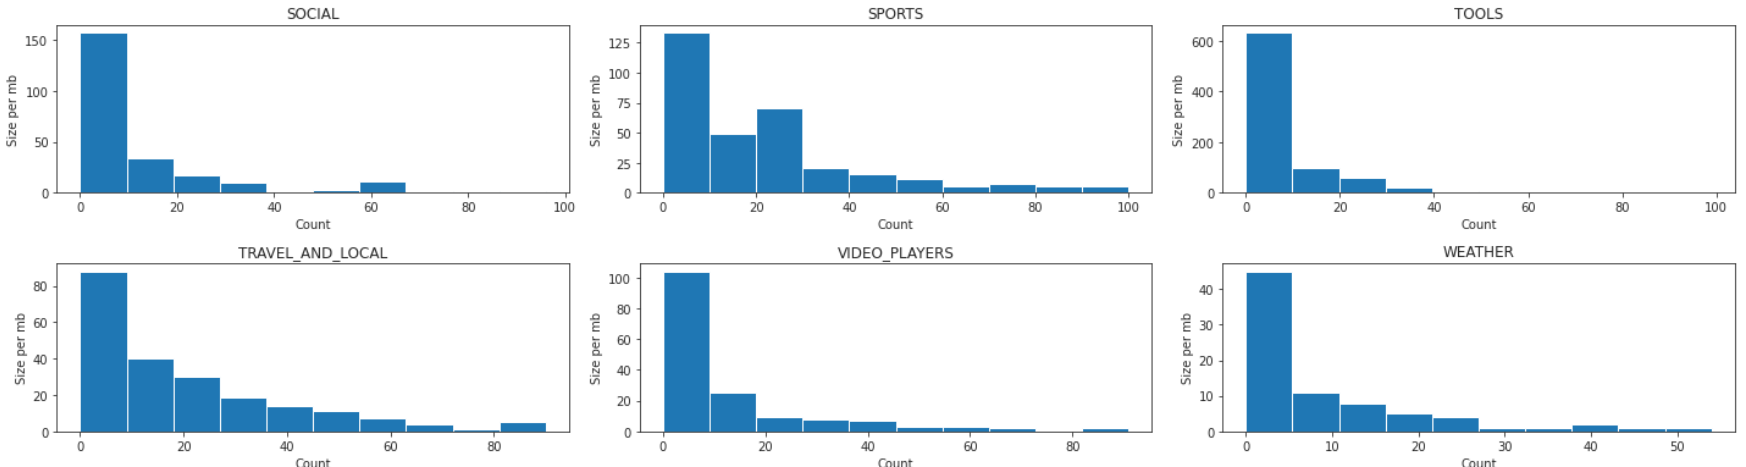 SOCIAL
150
100
50
0
Size per mb
0 20 40 60 80 100
Count
SPORTS
125
100
75
50
25
0
Size per mb
0 20 40 60 80 100
Count
TOOLS
600
400
200
0
Size per mb
0 20 40 60 80 100
Count
TRAVEL_AND_LOCAL
80
60
40
20
0
Size per mb
0 20 40 60 80
Count
VIDEO_PLAYERS
100
80
60
40
20
0
Size per mb
0 20 40 60 80
Count
WEATHER
40
30
20
10
0
Size per mb
0 10 20 30 40 50
Count